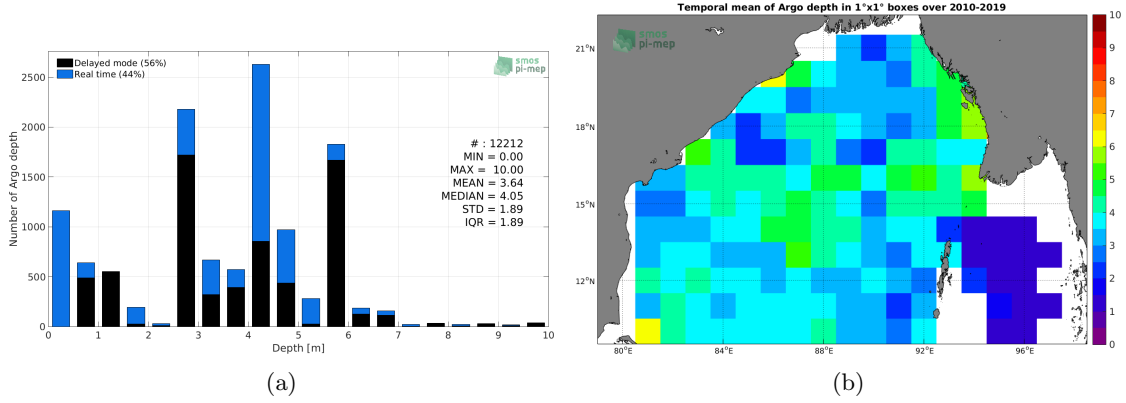 Delayed mode (56%)
Real time (44%)
smos
pi-mep
# : 12212
MIN = 0.00
MAX = 10.00
MEAN = 3.64
MEDIAN = 4.05
STD = 1.89
IQR = 1.89
Number of Argo depth
2500
2000
1500
1000
500
0
0 1 2 3 4 5 6 7 8 9 10
Depth [m]
(a)
Temporal mean of Argo depth in 1°x1° boxes over 2010-2019
smos
pi-mep
21°N
18°N
15°N
12°N
80°E 84°E 88°E 92°E 96°E
10
9
8
7
6
5
4
3
2
1
0
(b)